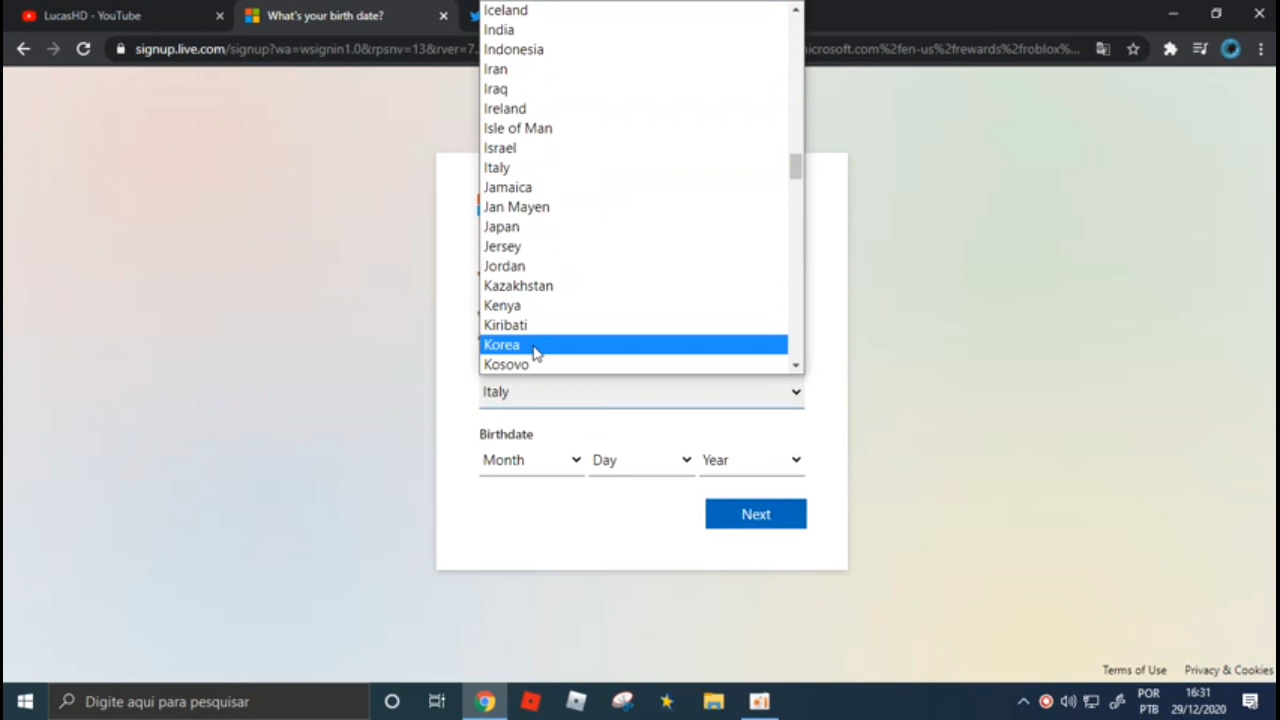 LucasHD - YouTube
What's your birth date?
signup.live.com/signup?wa=wsignin1.0&rpsnv=13&rver=7.
microsoft.com%2fen-us%2frewards%2froblox%...
Iceland
India
Indonesia
Iran
Iraq
Ireland
Isle of Man
Israel
Italy
Jamaica
Jan Mayen
Japan
Jersey
Jordan
Kazakhstan
Kenya
Kiribati
Korea
Kosovo
Italy
Birthdate
Month Day Year
Next
Terms of Use Privacy & Cookies
Digite aqui para pesquisar
POR 16:31
PTB 29/12/2020